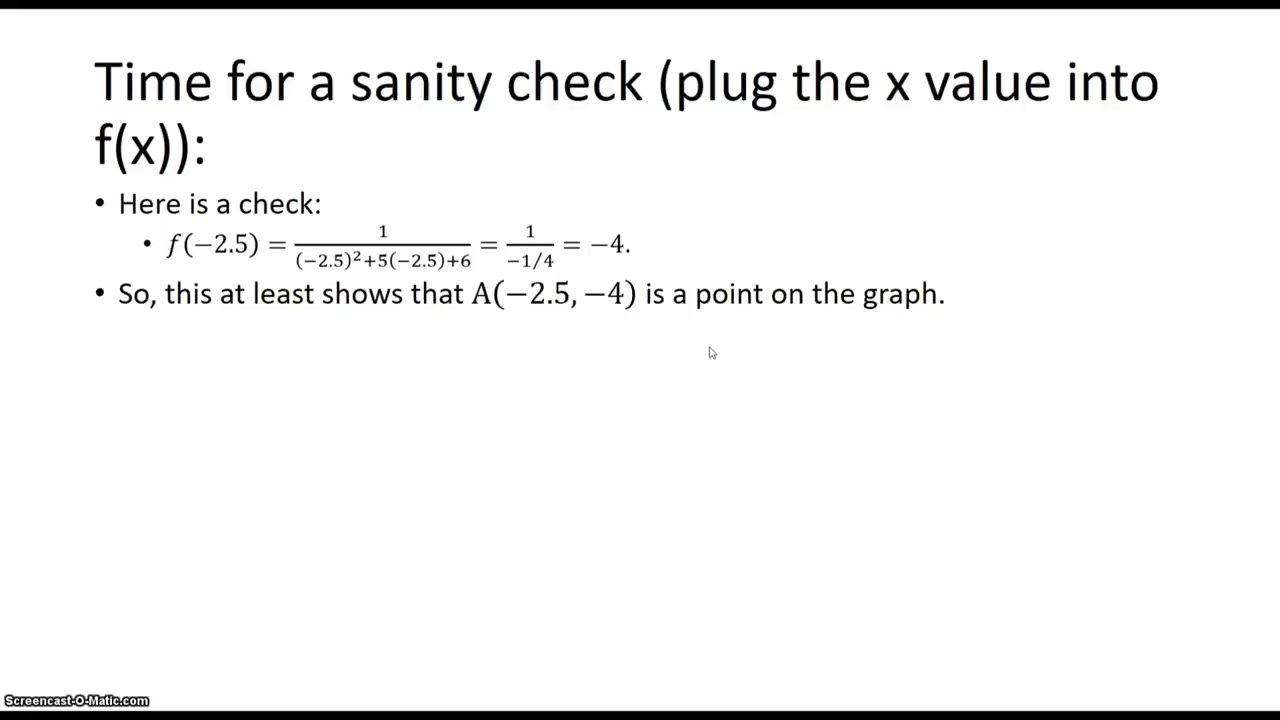 Time for a sanity check (plug the x value into
f(x)):
• Here is a check:
• f(−2.5) = 1/((−2.5)²+5(−2.5)+6) = 1/(−1/4) = −4.
• So, this at least shows that A(−2.5, −4) is a point on the graph.
Screencast-O-Matic.com